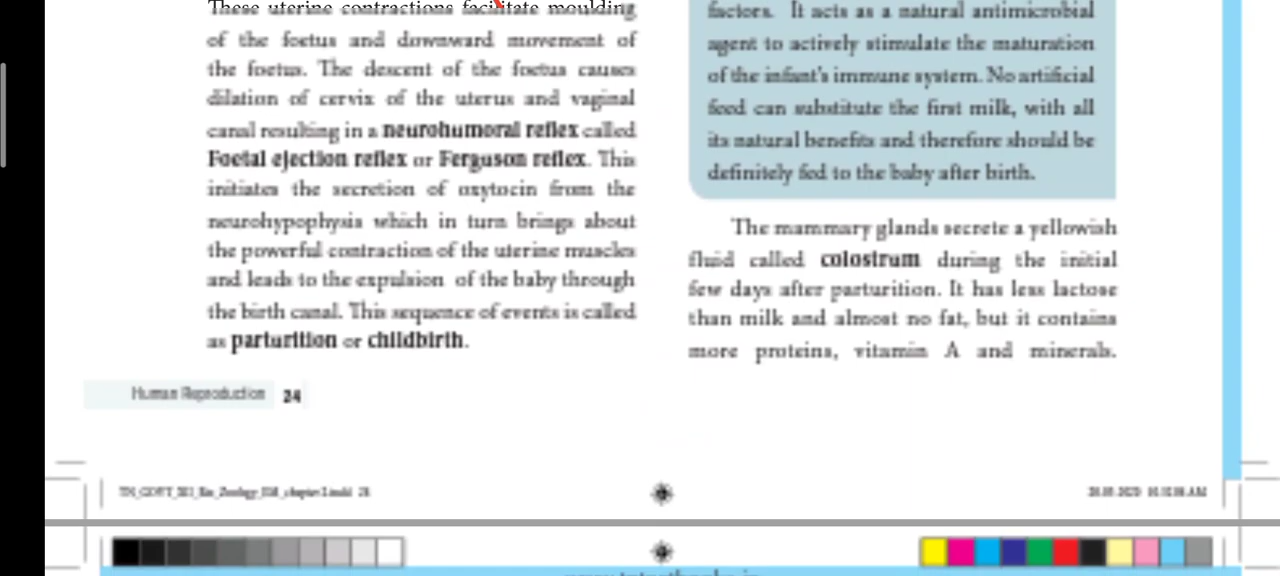 These uterine contractions facilitate moulding
of the foetus and downward movement of
the foetus. The descent of the foetus causes
dilation of cervix of the uterus and vaginal
canal resulting in a neurohumoral reflex called
Foetal ejection reflex or Ferguson reflex. This
initiates the secretion of oxytocin from the
neurohypophysis which in turn brings about
the powerful contraction of the uterine muscles
and leads to the expulsion of the baby through
the birth canal. This sequence of events is called
as parturition or childbirth.
factors. It acts as a natural antimicrobial
agent to actively stimulate the maturation
of the infant's immune system. No artificial
feed can substitute the first milk, with all
its natural benefits and therefore should be
definitely fed to the baby after birth.
The mammary glands secrete a yellowish
fluid called colostrum during the initial
few days after parturition. It has less lactose
than milk and almost no fat, but it contains
more proteins, vitamin A and minerals.
Human Reproduction 24